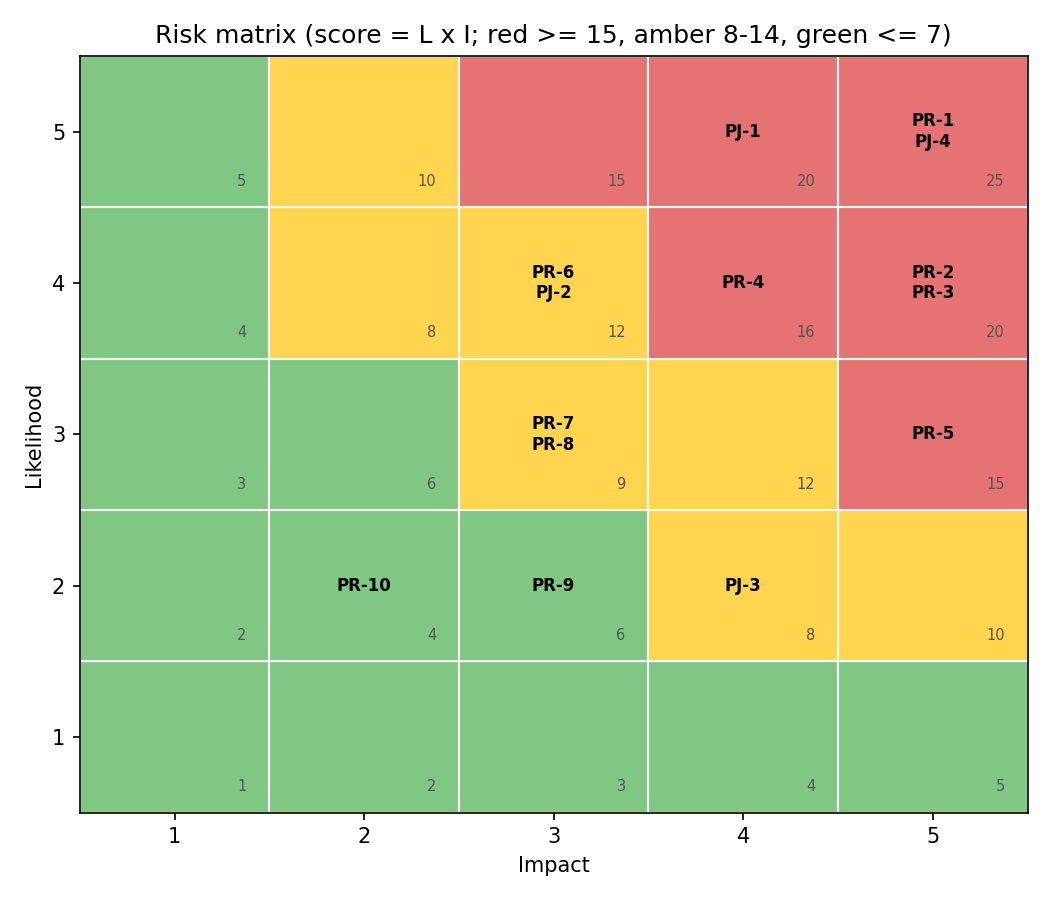 Risk matrix (score = L x I; red >= 15, amber 8-14, green <= 7)
Likelihood
5
5
10
15
PJ-1
20
PR-1
PJ-4
25
4
4
8
PR-6
PJ-2
12
PR-4
16
PR-2
PR-3
20
3
3
6
PR-7
PR-8
9
12
PR-5
15
2
2
PR-10
4
PR-9
6
PJ-3
8
10
1
1
2
3
4
5
1
2
3
4
5
Impact